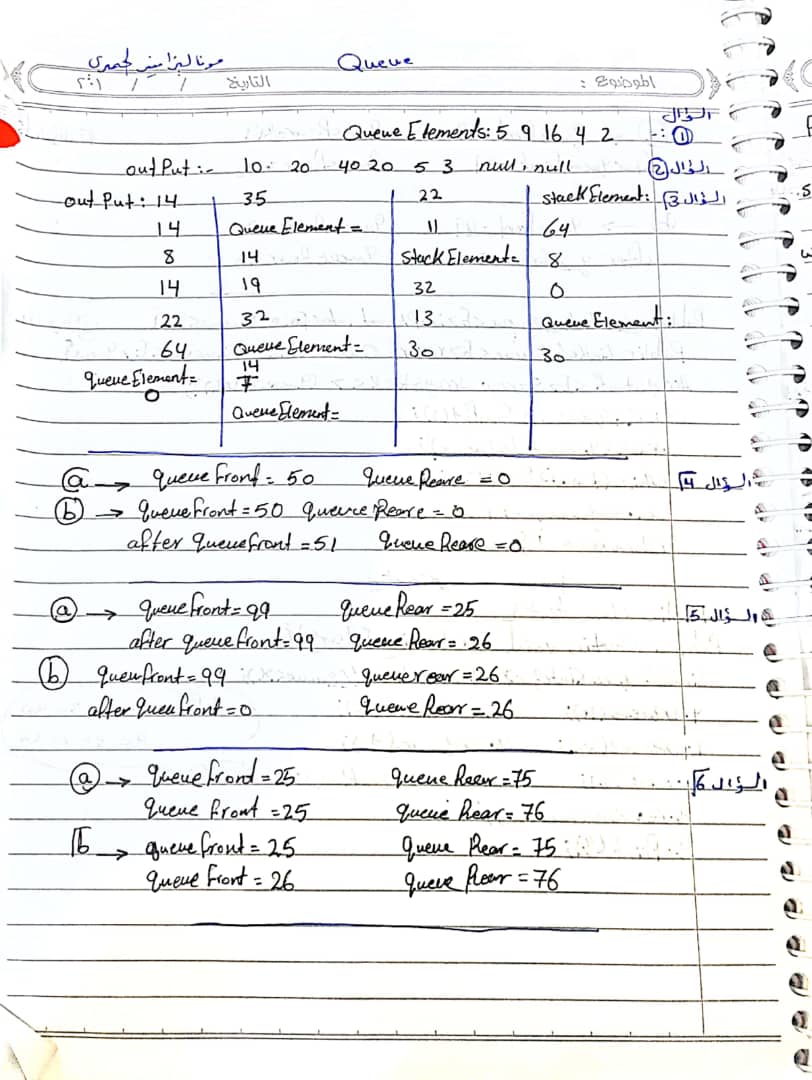 Queue
الموضوع :
التاريخ / / ٢٠١
السؤال ① :- Queue Elements: 5 9 16 4 2
السؤال ② outPut :- 10 20 40 20 5 3 null, null
السؤال 3 out Put : 14 35 22 stack Element:
14 Queue Element = 11 64
8 14 Stack Element= 8
14 19 32 0
22 32 13 Queue Element:
64 Queue Element = 30 30
queue Element= 14
0 7
Queue Element=
السؤال 4 ⓐ → queue front = 50 queue Reare = 0
ⓑ → queue front = 50 queuce Reare = 0
after queue front = 51 Queue Reare = 0
السؤال 5 ⓐ → queue front = 99 queue Rear = 25
after queue front = 99 queue Rear = 26
ⓑ queu front = 99 queue rear = 26
after queu front = 0 queue Rear = 26
السؤال 6 ⓐ → queue frond = 25 queue Rear = 75
queue front = 25 queue Rear = 76
b → queue front = 25 queue Rear = 75
queue front = 26 queue Rear = 76